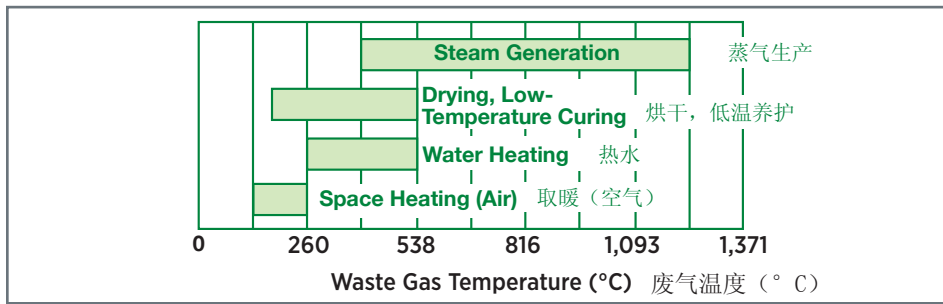 Steam Generation 蒸气生产
Drying, Low-
Temperature Curing 烘干，低温养护
Water Heating 热水
Space Heating (Air) 取暖（空气）
0 260 538 816 1,093 1,371
Waste Gas Temperature (°C) 废气温度（° C）